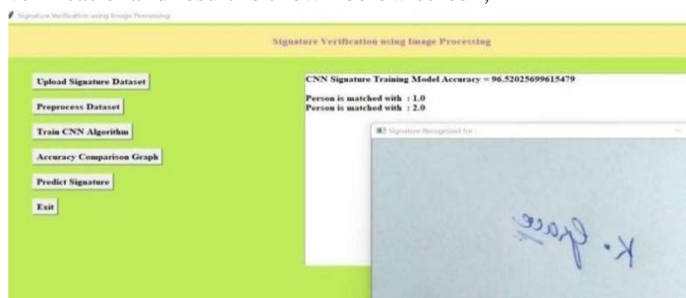 Signature Verification using Image Processing
Signature Verification using Image Processing
Upload Signature Dataset
Preprocess Dataset
Train CNN Algorithm
Accuracy Comparison Graph
Predict Signature
Exit
CNN Signature Training Model Accuracy = 96.52025699615479
Person is matched with : 1.0
Person is matched with : 2.0
Signature Recognized for :
K. Grace